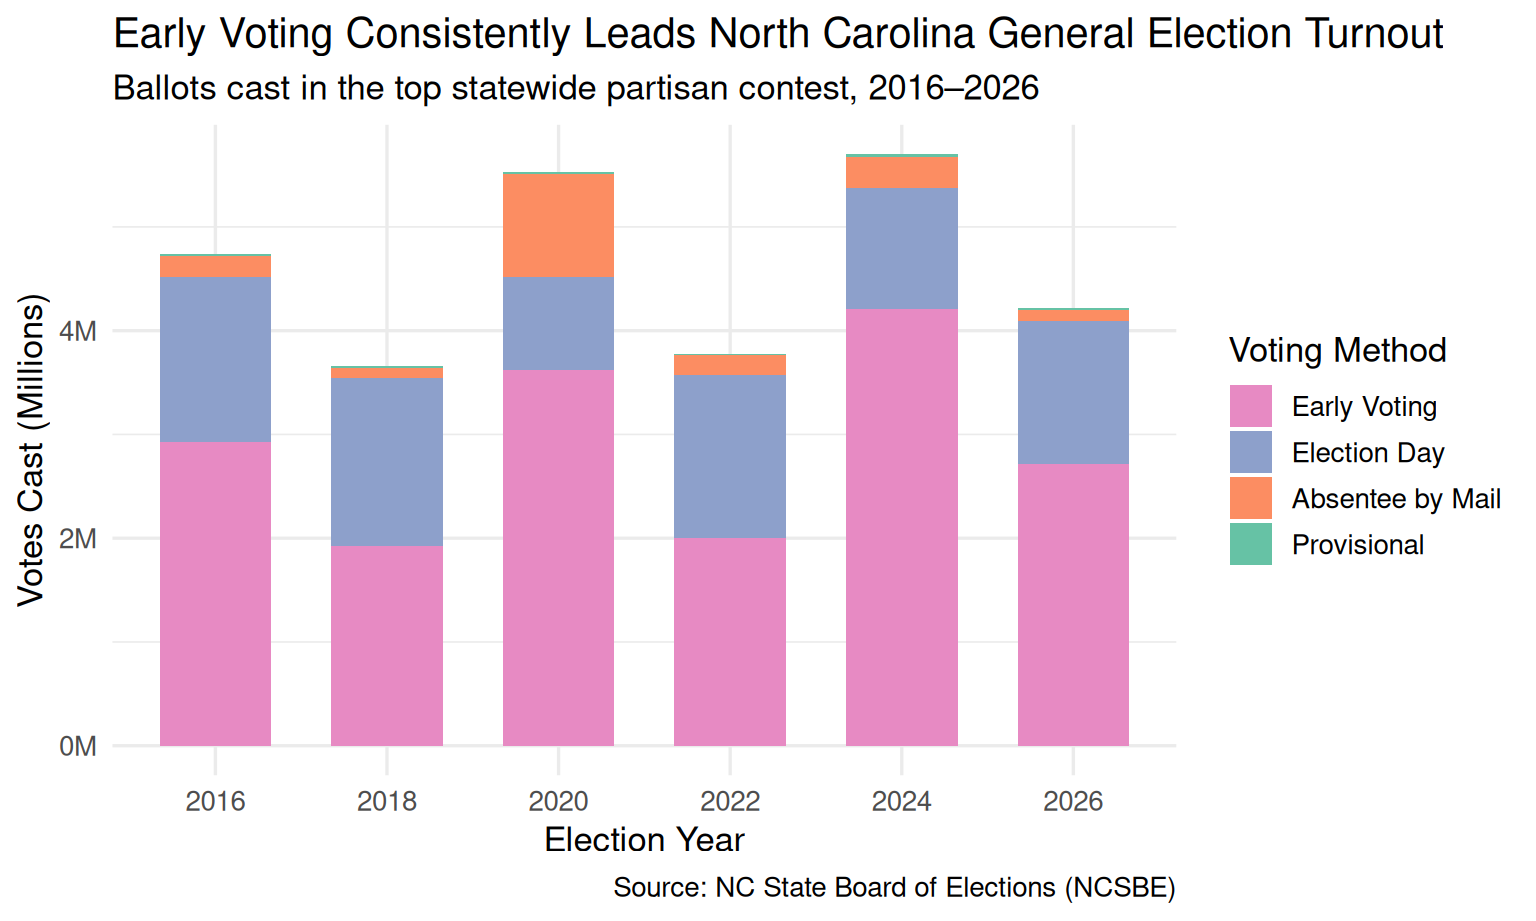 Early Voting Consistently Leads North Carolina General Election Turnout
Ballots cast in the top statewide partisan contest, 2016–2026
Votes Cast (Millions)
4M
2M
0M
2016 2018 2020 2022 2024 2026
Election Year
Voting Method
Early Voting
Election Day
Absentee by Mail
Provisional
Source: NC State Board of Elections (NCSBE)